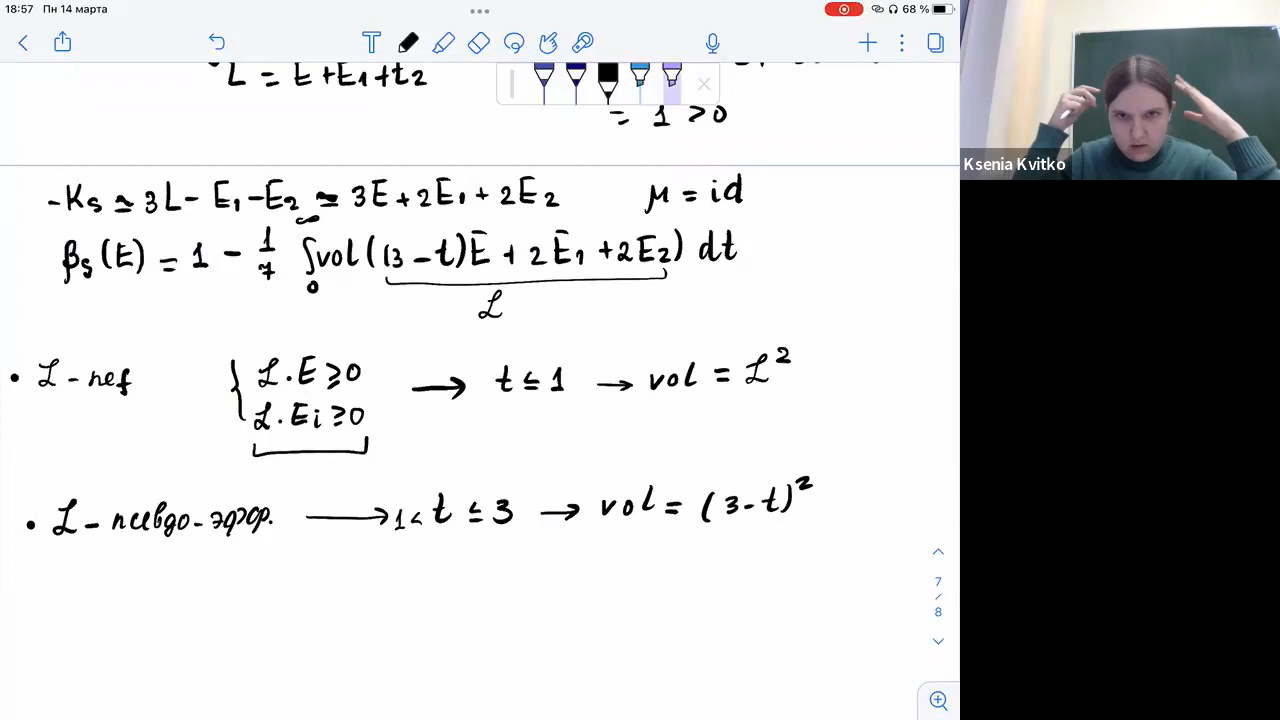 18:57 Пн 14 марта
68 %
L = E + E₁ + t₂
= 1 > 0
-Kₛ ≃ 3L - E₁ - E₂ ≃ 3E + 2E₁ + 2E₂ μ = id
βₛ(E) = 1 - 1/7 ∫₀^∞ vol((3-t)E + 2E₁ + 2E₂) dt
ℒ
• ℒ - nef { ℒ.E ≥ 0 → t ≤ 1 → vol = ℒ²
ℒ.Ei ≥ 0
• ℒ - псевдо-эфф. → 1 < t ≤ 3 → vol = (3-t)²
7
/
8
Ksenia Kvitko